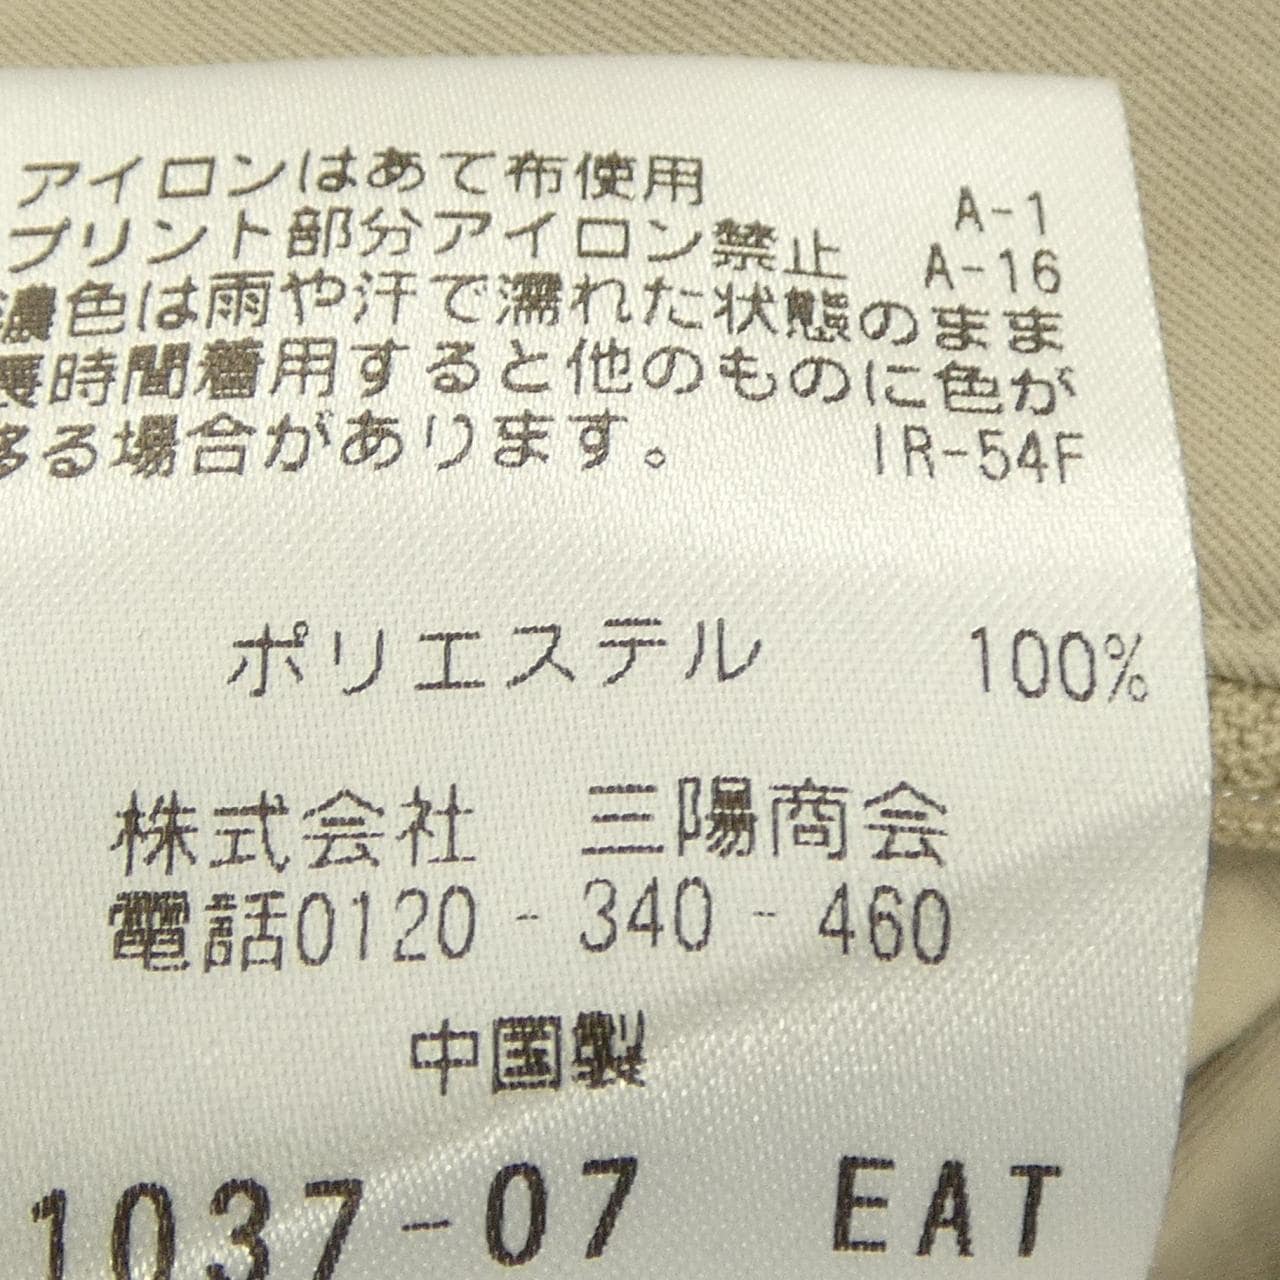 アイロンはあて布使用 A-1
プリント部分アイロン禁止 A-16
濃色は雨や汗で濡れた状態のまま
長時間着用すると他のものに色が
移る場合があります。 IR-54F
ポリエステル 100%
株式会社 三陽商会
電話0120-340-460
中国製
1037-07 EAT